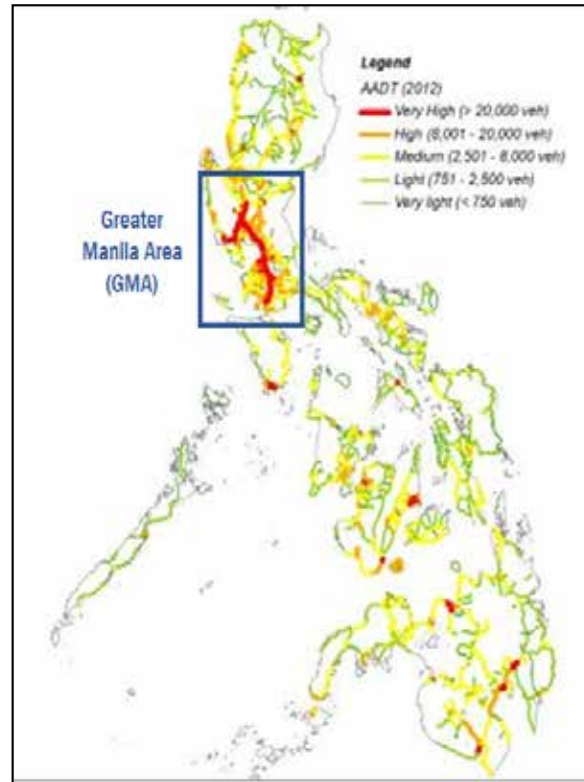 Legend
AADT (2012)
Very High (> 20,000 veh)
High (8,001 - 20,000 veh)
Medium (2,501 - 8,000 veh)
Light (751 - 2,500 veh)
Very light (< 750 veh)
Greater
Manila Area
(GMA)